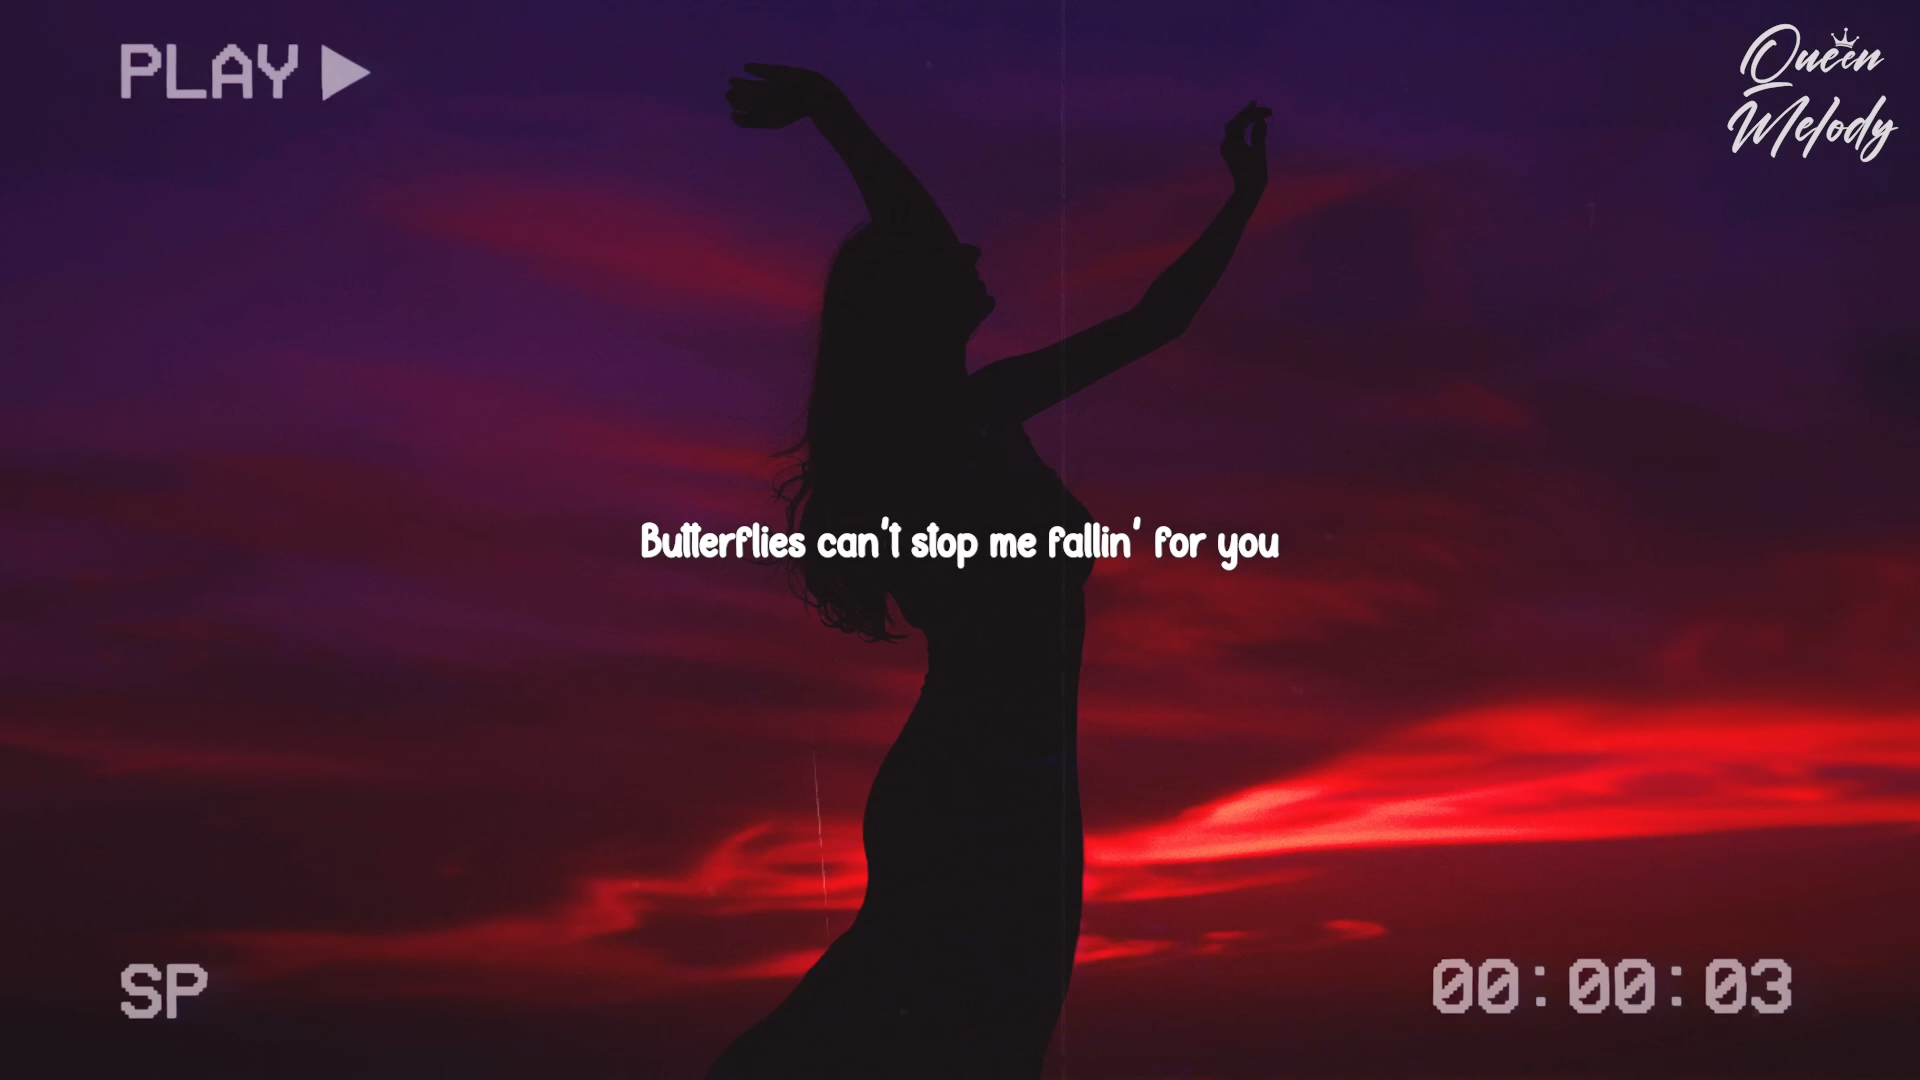 PLAY
Queen
Melody
Butterflies can't stop me fallin' for you
SP
00:00:03